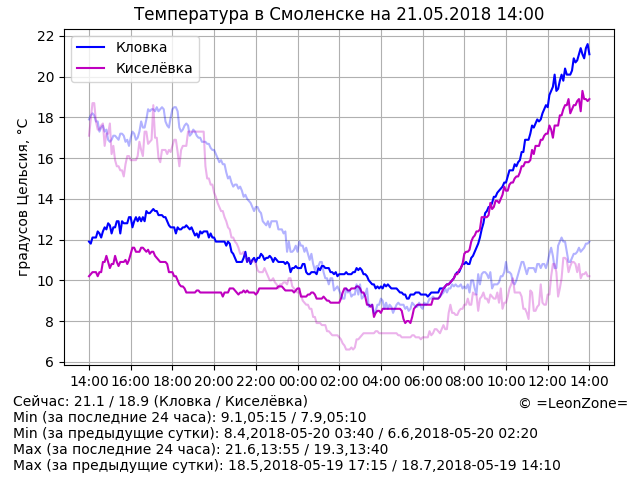 Температура в Смоленске на 21.05.2018 14:00
градусов Цельсия, °C
Кловка
Киселёвка
22
20
18
16
14
12
10
8
6
14:00 16:00 18:00 20:00 22:00 00:00 02:00 04:00 06:00 08:00 10:00 12:00 14:00
© =LeonZone=
Сейчас: 21.1 / 18.9 (Кловка / Киселёвка)
Min (за последние 24 часа): 9.1,05:15 / 7.9,05:10
Min (за предыдущие сутки): 8.4,2018-05-20 03:40 / 6.6,2018-05-20 02:20
Max (за последние 24 часа): 21.6,13:55 / 19.3,13:40
Max (за предыдущие сутки): 18.5,2018-05-19 17:15 / 18.7,2018-05-19 14:10